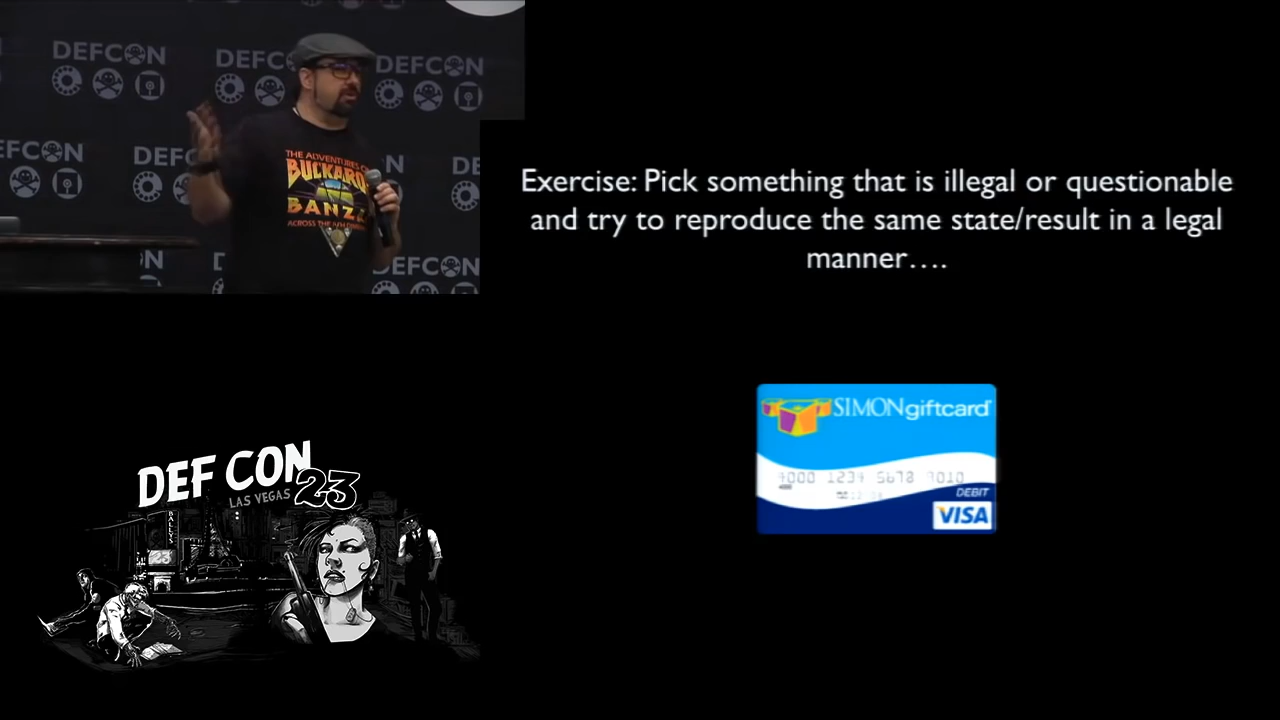 DEFCON
DEFCON
DEFCON
THE ADVENTURES OF
BUCKAROO
BANZAI
Exercise: Pick something that is illegal or questionable
and try to reproduce the same state/result in a legal
manner….
SIMONgiftcard
4000 1234 5678 9010
DEBIT
VISA
DEF CON
LAS VEGAS 23
BALLYS